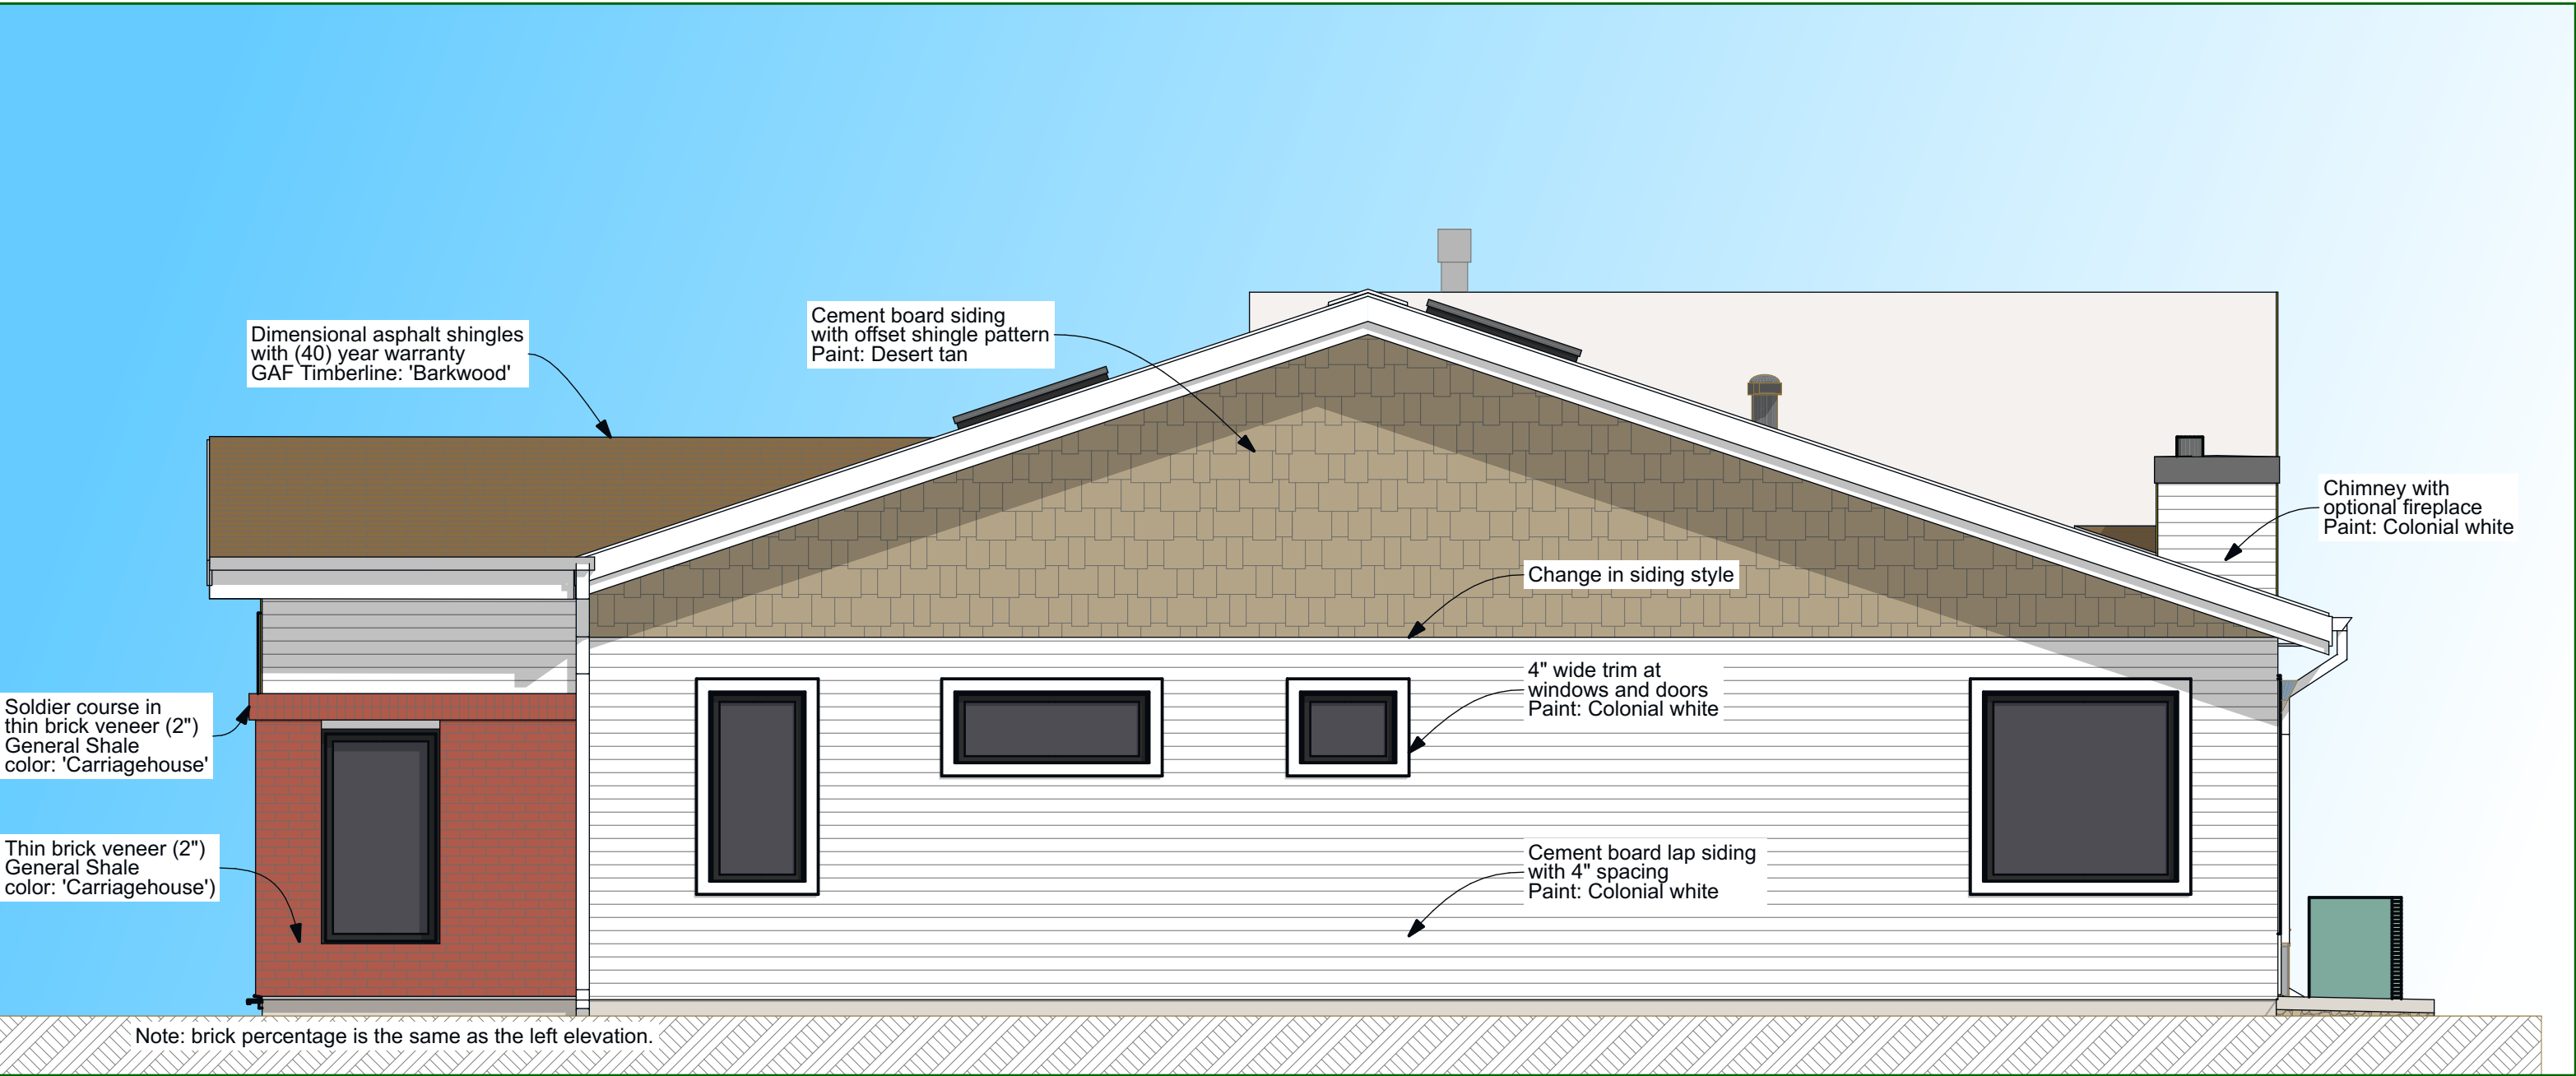 Dimensional asphalt shingles
with (40) year warranty
GAF Timberline: 'Barkwood'
Cement board siding
with offset shingle pattern
Paint: Desert tan
Chimney with
optional fireplace
Paint: Colonial white
Change in siding style
4" wide trim at
windows and doors
Paint: Colonial white
Soldier course in
thin brick veneer (2")
General Shale
color: 'Carriagehouse'
Thin brick veneer (2")
General Shale
color: 'Carriagehouse')
Cement board lap siding
with 4" spacing
Paint: Colonial white
Note: brick percentage is the same as the left elevation.